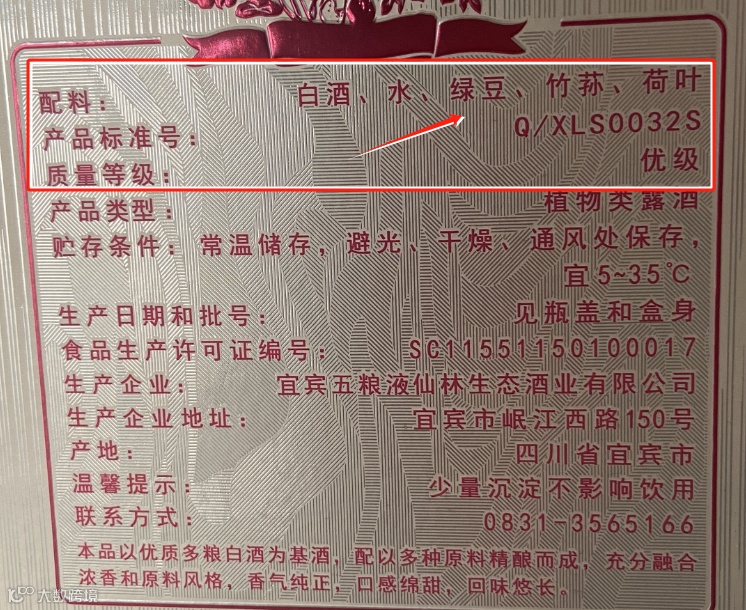 配料： 白酒、水、绿豆、竹荪、荷叶
产品标准号： Q/XLS0032S
质量等级： 优级
产品类型： 植物类露酒
贮存条件： 常温储存，避光、干燥、通风处保存，
宜5~35℃
生产日期和批号： 见瓶盖和盒身
食品生产许可证编号： SC11551150100017
生产企业： 宜宾五粮液仙林生态酒业有限公司
生产企业地址： 宜宾市岷江西路150号
产地： 四川省宜宾市
温馨提示： 少量沉淀不影响饮用
联系方式： 0831-3565166
本品以优质多粮白酒为基酒，配以多种原料精酿而成，充分融合
浓香和原料风格，香气纯正，口感绵甜，回味悠长。
大数跨境